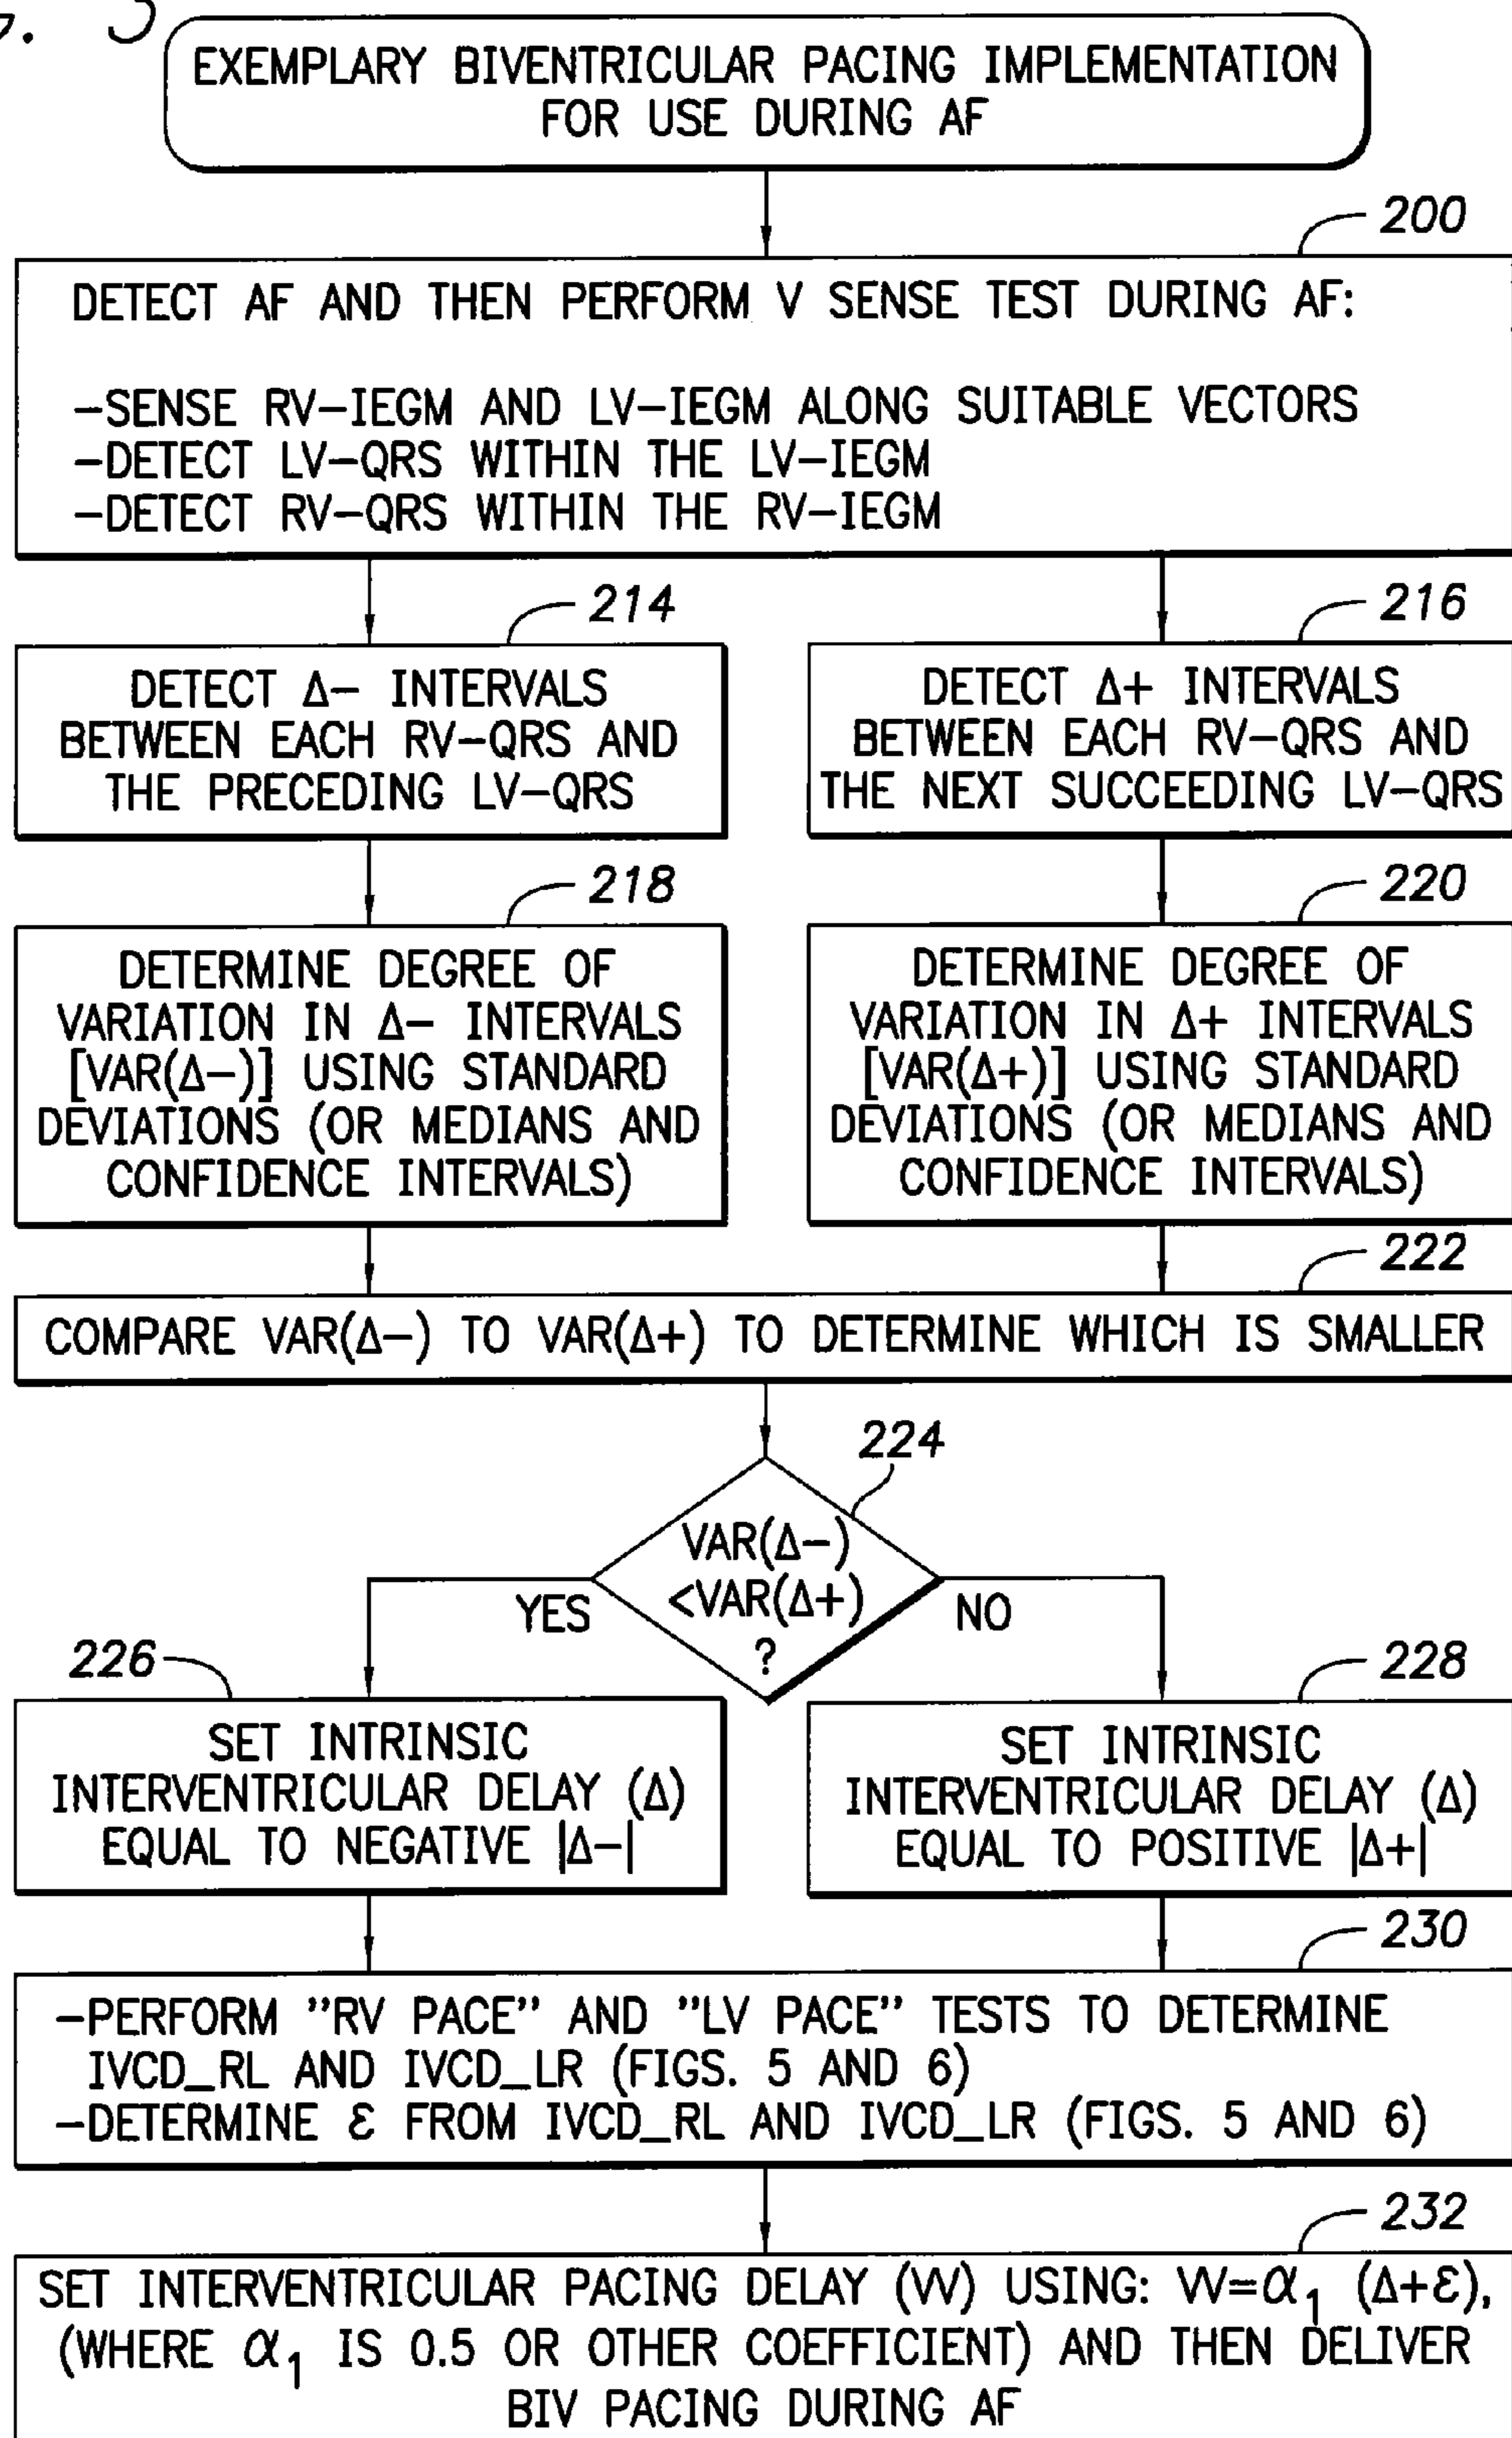 3
EXEMPLARY BIVENTRICULAR PACING IMPLEMENTATION
FOR USE DURING AF
200
DETECT AF AND THEN PERFORM V SENSE TEST DURING AF:
–SENSE RV–IEGM AND LV–IEGM ALONG SUITABLE VECTORS
–DETECT LV–QRS WITHIN THE LV–IEGM
–DETECT RV–QRS WITHIN THE RV–IEGM
214
DETECT Δ– INTERVALS
BETWEEN EACH RV–QRS AND
THE PRECEDING LV–QRS
216
DETECT Δ+ INTERVALS
BETWEEN EACH RV–QRS AND
THE NEXT SUCCEEDING LV–QRS
218
DETERMINE DEGREE OF
VARIATION IN Δ– INTERVALS
[VAR(Δ–)] USING STANDARD
DEVIATIONS (OR MEDIANS AND
CONFIDENCE INTERVALS)
220
DETERMINE DEGREE OF
VARIATION IN Δ+ INTERVALS
[VAR(Δ+)] USING STANDARD
DEVIATIONS (OR MEDIANS AND
CONFIDENCE INTERVALS)
222
COMPARE VAR(Δ–) TO VAR(Δ+) TO DETERMINE WHICH IS SMALLER
224
VAR(Δ–)
<VAR(Δ+)
?
YES
NO
226
SET INTRINSIC
INTERVENTRICULAR DELAY (Δ)
EQUAL TO NEGATIVE |Δ–|
228
SET INTRINSIC
INTERVENTRICULAR DELAY (Δ)
EQUAL TO POSITIVE |Δ+|
230
–PERFORM "RV PACE" AND "LV PACE" TESTS TO DETERMINE
IVCD_RL AND IVCD_LR (FIGS. 5 AND 6)
–DETERMINE ε FROM IVCD_RL AND IVCD_LR (FIGS. 5 AND 6)
232
SET INTERVENTRICULAR PACING DELAY (VV) USING: VV=α₁ (Δ+ε),
(WHERE α₁ IS 0.5 OR OTHER COEFFICIENT) AND THEN DELIVER
BIV PACING DURING AF